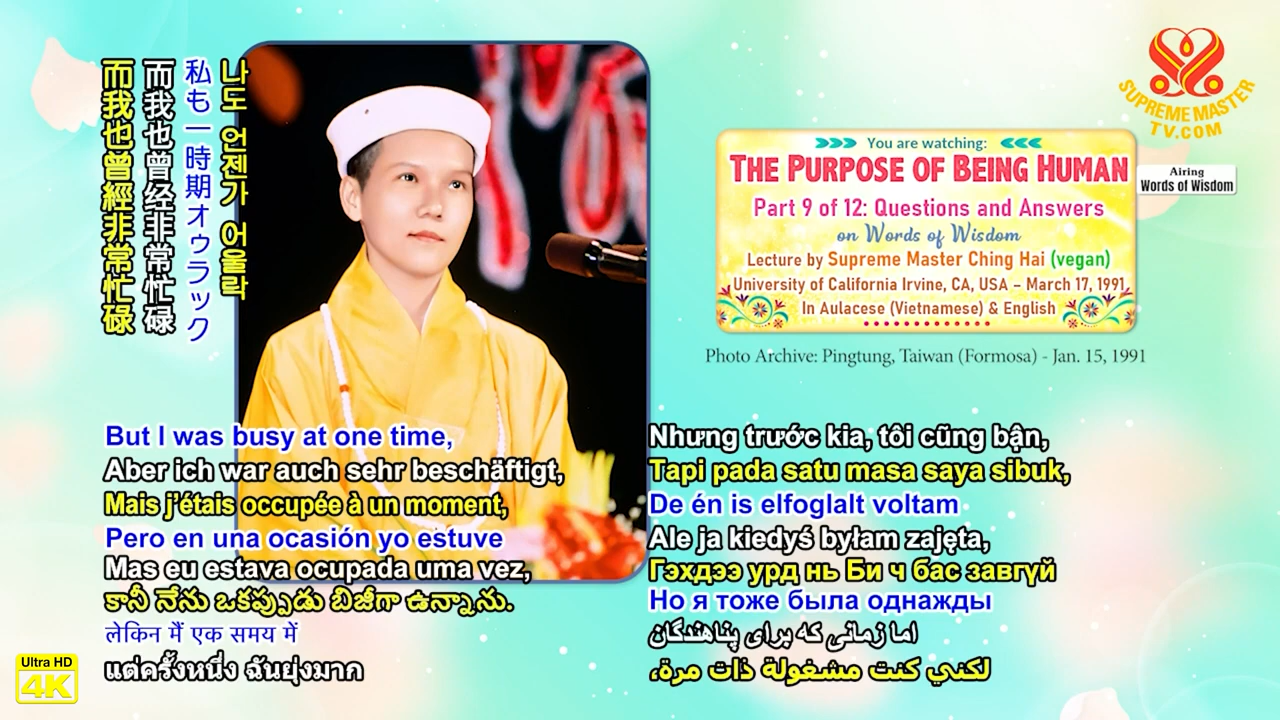 나도 언젠가 어울락
私も一時期オウラック
而我也曾经非常忙碌
而我也曾經非常忙碌
SUPREME MASTER
TV.COM
You are watching:
THE PURPOSE OF BEING HUMAN
Airing
Words of Wisdom
Part 9 of 12: Questions and Answers
on Words of Wisdom
Lecture by Supreme Master Ching Hai (vegan)
University of California Irvine, CA, USA – March 17, 1991
In Aulacese (Vietnamese) & English
Photo Archive: Pingtung, Taiwan (Formosa) - Jan. 15, 1991
But I was busy at one time,
Aber ich war auch sehr beschäftigt,
Mais j'étais occupée à un moment,
Pero en una ocasión yo estuve
Mas eu estava ocupada uma vez,
కానీ నేను ఒకప్పుడు బిజీగా ఉన్నాను.
लेकिन मैं एक समय में
แต่ครั้งหนึ่ง ฉันยุ่งมาก
Nhưng trước kia, tôi cũng bận,
Tapi pada satu masa saya sibuk,
De én is elfoglalt voltam
Ale ja kiedyś byłam zajęta,
Гэхдээ урд нь Би ч бас завгүй
Но я тоже была однажды
اما زمانی که برای پناهندگان
لكني كنت مشغولة ذات مرة،
Ultra HD
4K